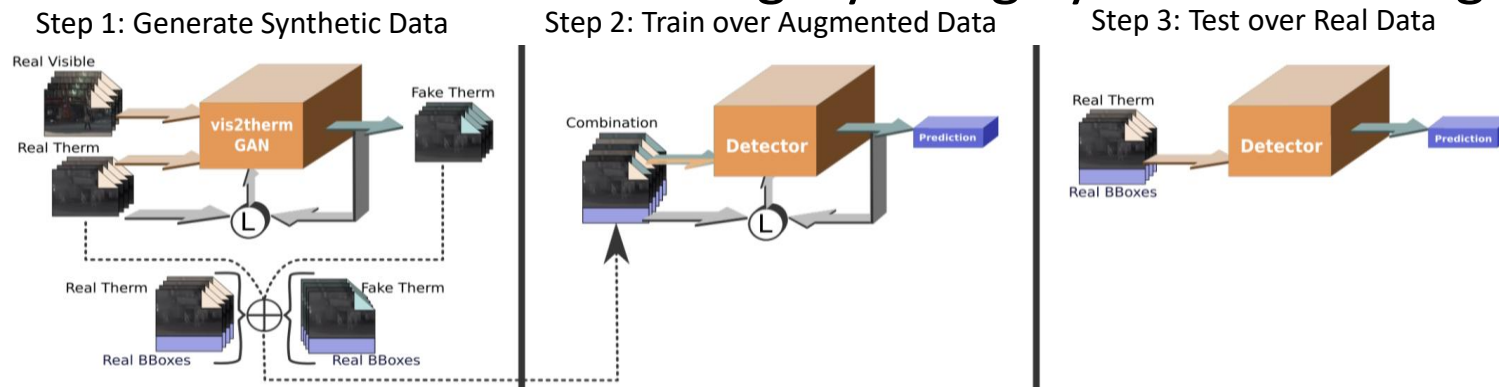 Step 1: Generate Synthetic Data
Real Visible
vis2therm
GAN
Fake Therm
Real Therm
L
Real Therm
Fake Therm
Real BBoxes
Real BBoxes
Step 2: Train over Augmented Data
Combination
Detector
Prediction
L
Step 3: Test over Real Data
Real Therm
Detector
Prediction
Real BBoxes